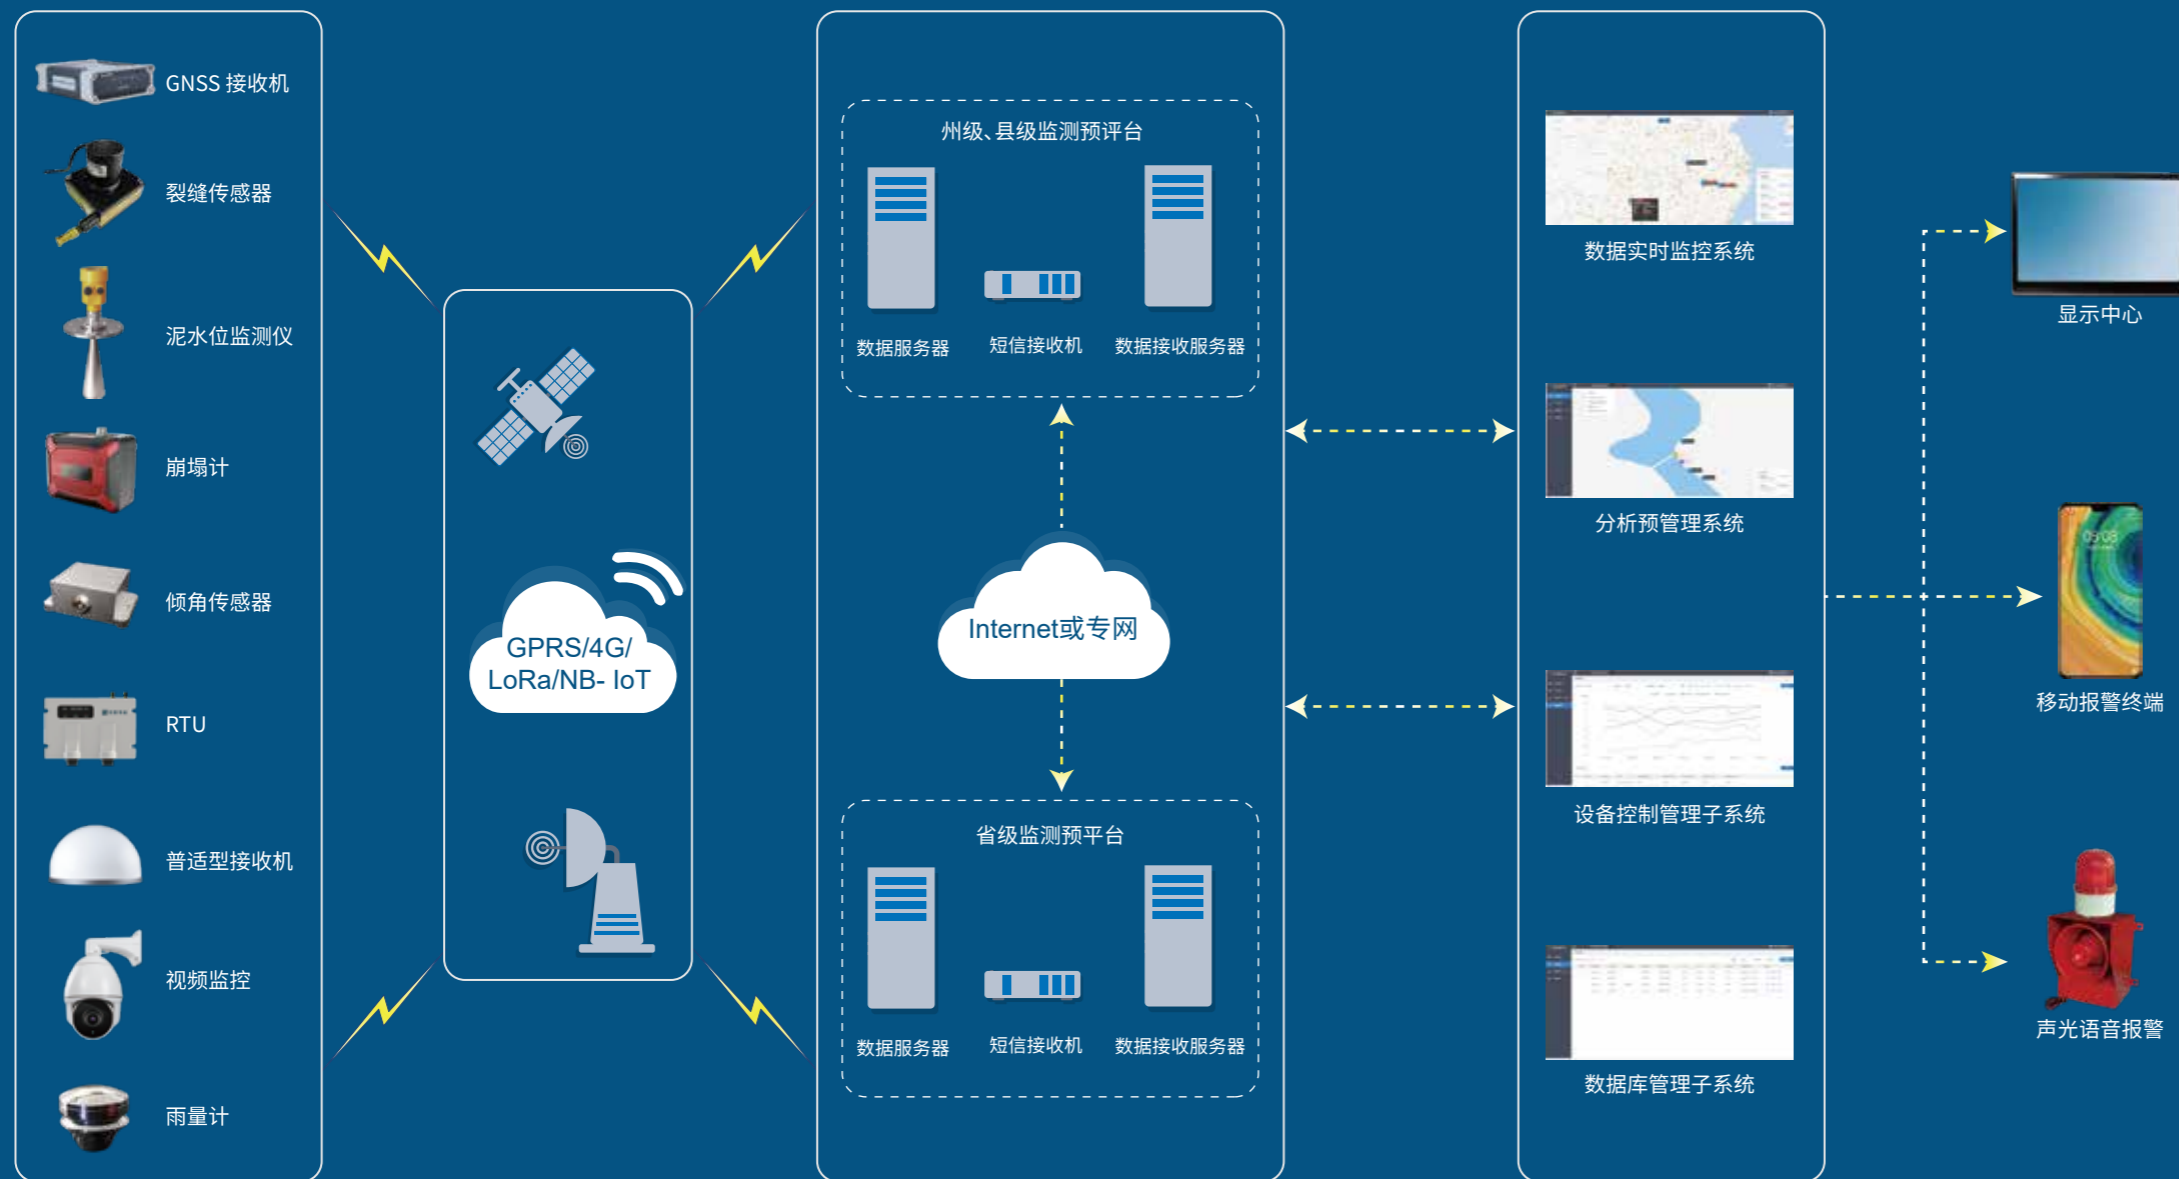 GNSS 接收机
裂缝传感器
泥水位监测仪
崩塌计
倾角传感器
RTU
普适型接收机
视频监控
雨量计
GPRS/4G/
LoRa/NB- IoT
州级、县级监测预评台
数据服务器
短信接收机
数据接收服务器
Internet或专网
省级监测预平台
数据服务器
短信接收机
数据接收服务器
数据实时监控系统
分析预管理系统
设备控制管理子系统
数据库管理子系统
显示中心
09:08
移动报警终端
声光语音报警